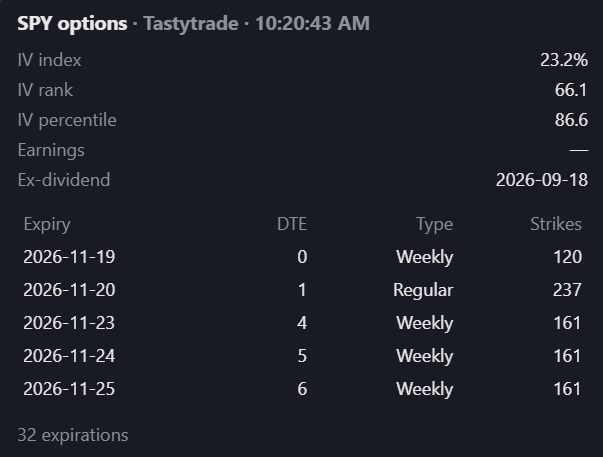 SPY options · Tastytrade · 10:20:43 AM
IV index 23.2%
IV rank 66.1
IV percentile 86.6
Earnings —
Ex-dividend 2026-09-18
Expiry DTE Type Strikes
2026-11-19 0 Weekly 120
2026-11-20 1 Regular 237
2026-11-23 4 Weekly 161
2026-11-24 5 Weekly 161
2026-11-25 6 Weekly 161
32 expirations